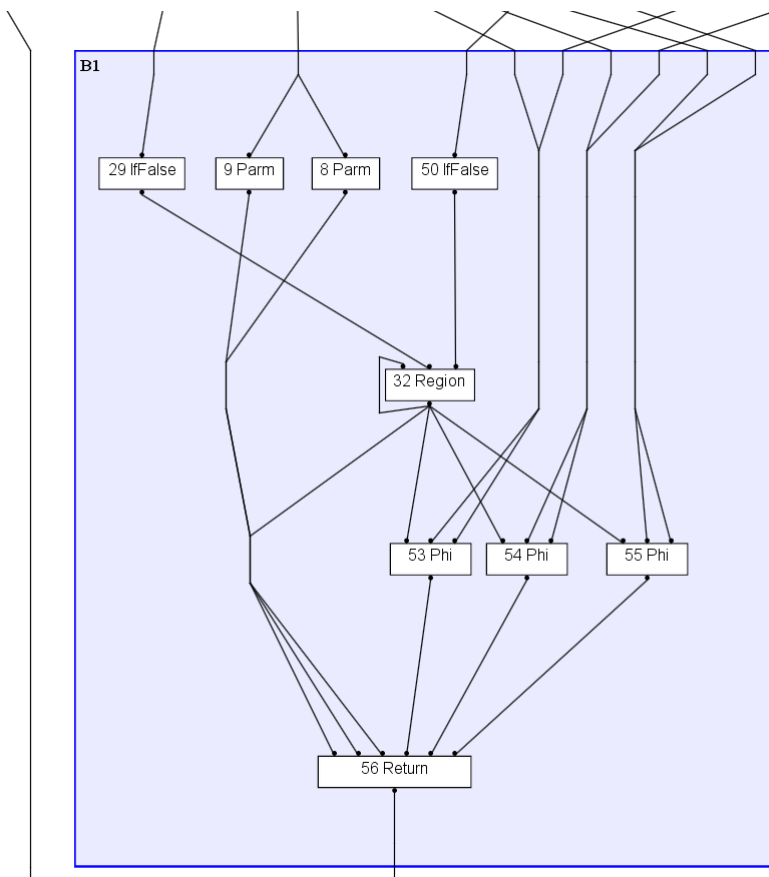 B1
29 IfFalse
9 Parm
8 Parm
50 IfFalse
32 Region
53 Phi
54 Phi
55 Phi
56 Return